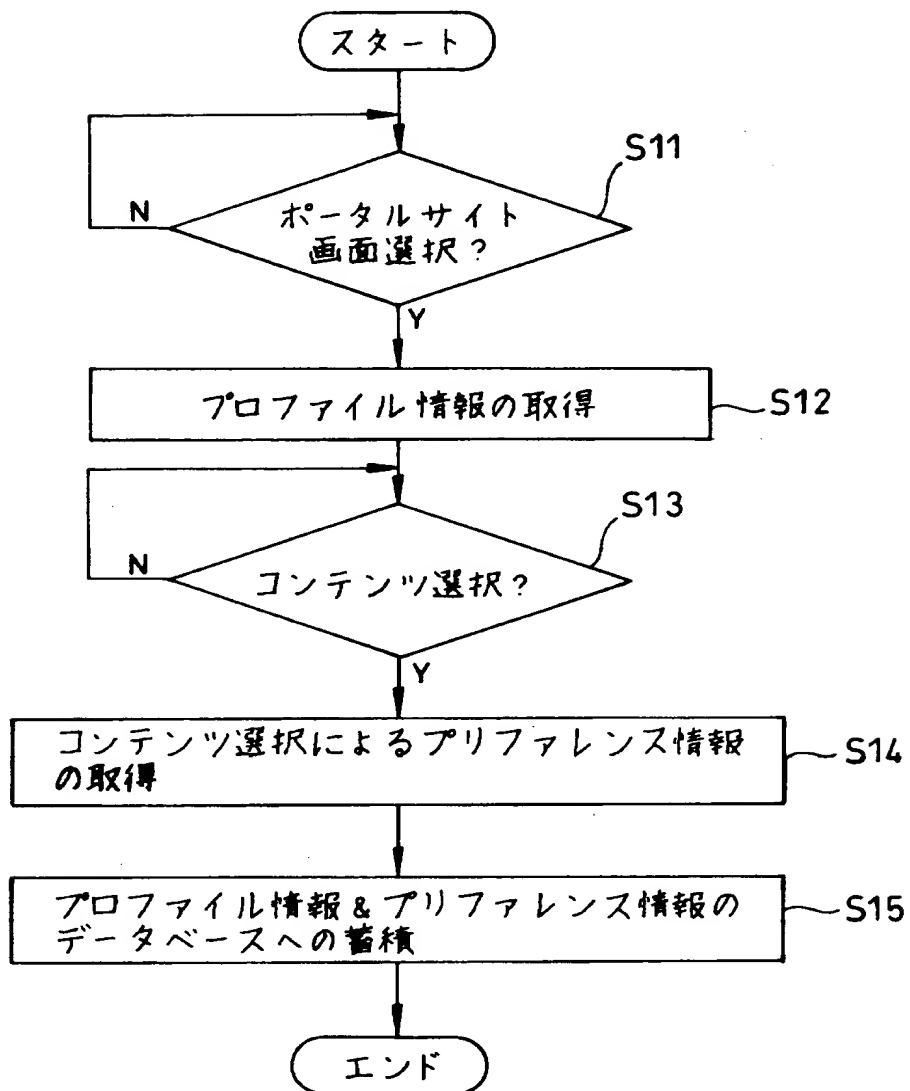 スタート
S11
N
ポータルサイト
画面選択?
Y
プロファイル情報の取得
S12
S13
N
コンテンツ選択?
Y
コンテンツ選択によるプリファレンス情報
の取得
S14
プロファイル情報&プリファレンス情報の
データベースへの蓄積
S15
エンド